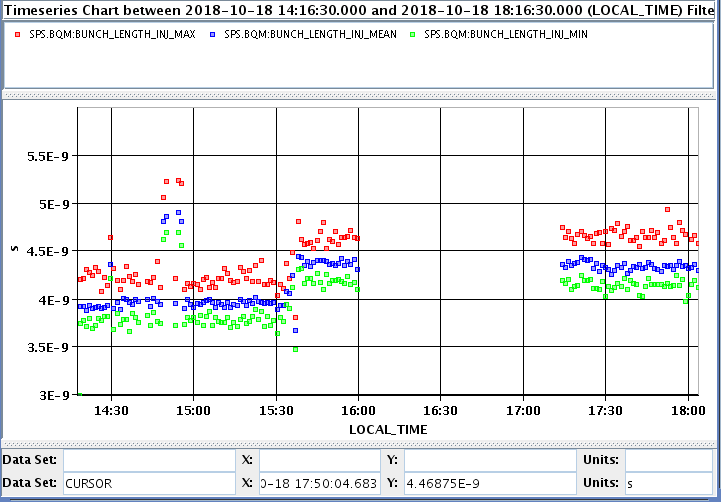 Timeseries Chart between 2018-10-18 14:16:30.000 and 2018-10-18 18:16:30.000 (LOCAL_TIME) Filte
SPS.BQM:BUNCH_LENGTH_INJ_MAX SPS.BQM:BUNCH_LENGTH_INJ_MEAN SPS.BQM:BUNCH_LENGTH_INJ_MIN
5.5E-9
5E-9
4.5E-9
s
4E-9
3.5E-9
3E-9
14:30 15:00 15:30 16:00 16:30 17:00 17:30 18:00
LOCAL_TIME
Data Set: X: Y: Units:
Data Set: CURSOR X: 0-18 17:50:04.683 Y: 4.46875E-9 Units: s